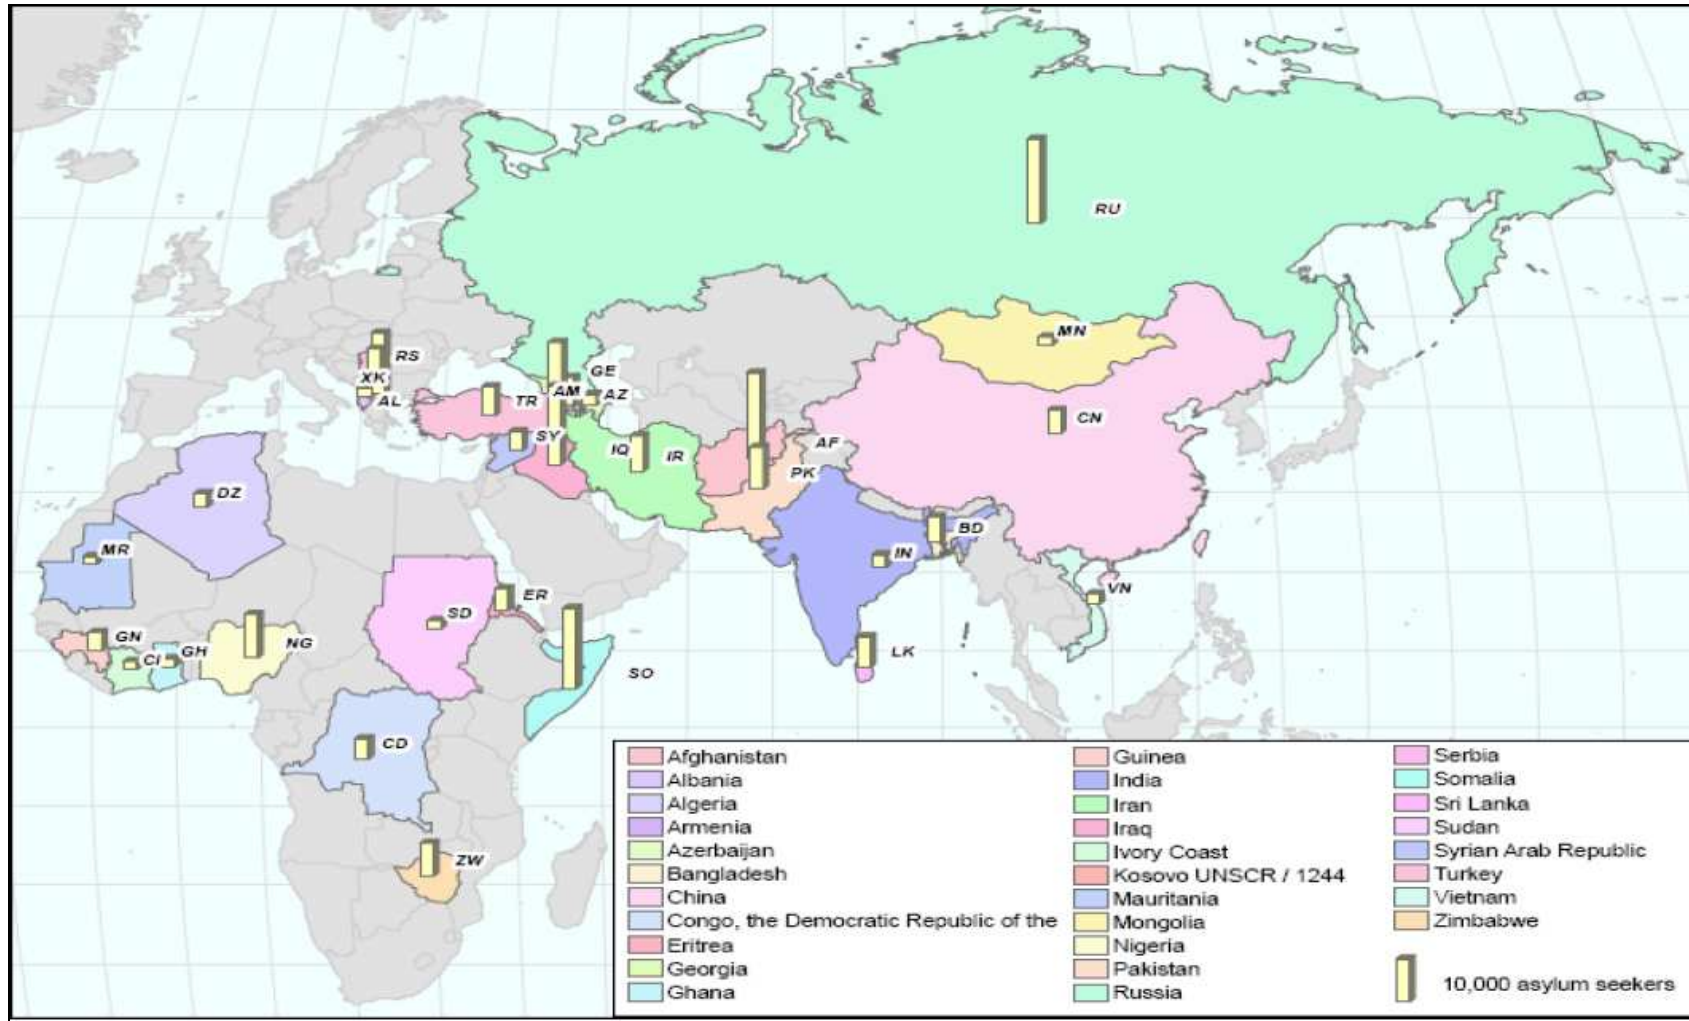 RU
MN
RS
GE
XK
AM
AZ
AL
TR
CN
SY
IQ
IR
AF
PK
DZ
BD
MR
IN
ER
VN
SD
GN
GH
NG
CI
LK
SO
CD
ZW
Afghanistan
Albania
Algeria
Armenia
Azerbaijan
Bangladesh
China
Congo, the Democratic Republic of the
Eritrea
Georgia
Ghana
Guinea
India
Iran
Iraq
Ivory Coast
Kosovo UNSCR / 1244
Mauritania
Mongolia
Nigeria
Pakistan
Russia
Serbia
Somalia
Sri Lanka
Sudan
Syrian Arab Republic
Turkey
Vietnam
Zimbabwe
10,000 asylum seekers